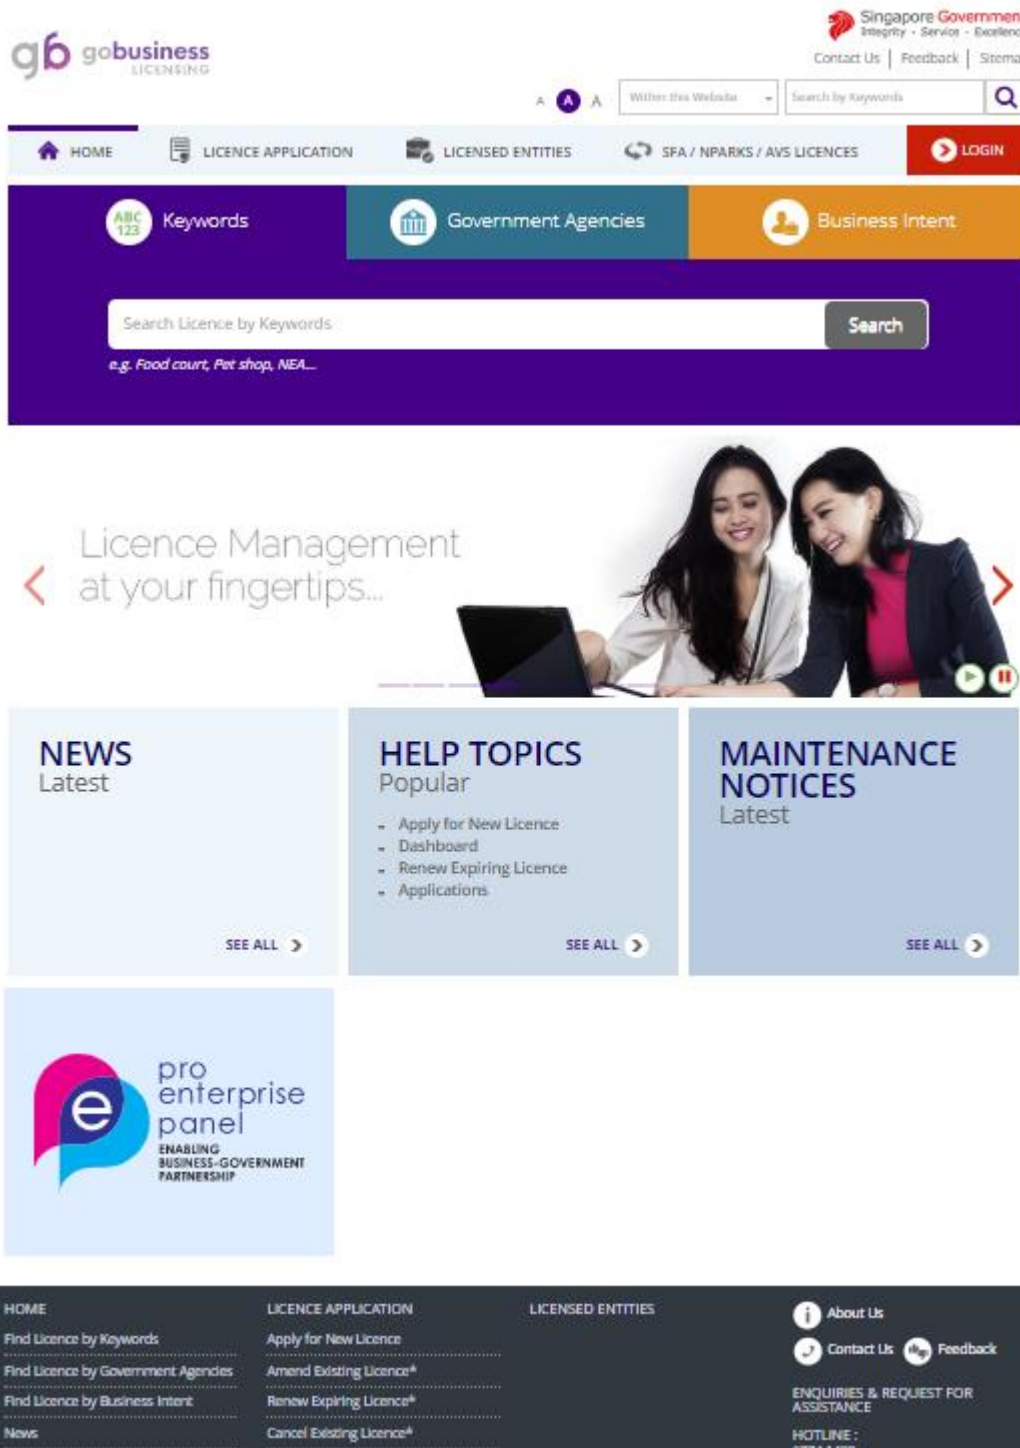 Singapore Governmen
Integrity · Service · Excellenc
gb gobusiness
LICENSING
Contact Us | Feedback | Sitema
A A A
Within this Website
Search by Keywords
HOME
LICENCE APPLICATION
LICENSED ENTITIES
SFA / NPARKS / AVS LICENCES
LOGIN
ABC
123
Keywords
Government Agencies
Business Intent
Search Licence by Keywords
Search
e.g. Food court, Pet shop, NEA...
Licence Management
at your fingertips...
NEWS
Latest
SEE ALL
HELP TOPICS
Popular
- Apply for New Licence
- Dashboard
- Renew Expiring Licence
- Applications
SEE ALL
MAINTENANCE
NOTICES
Latest
SEE ALL
e
pro
enterprise
panel
ENABLING
BUSINESS-GOVERNMENT
PARTNERSHIP
HOME
Find Licence by Keywords
Find Licence by Government Agencies
Find Licence by Business Intent
News
LICENCE APPLICATION
Apply for New Licence
Amend Existing Licence*
Renew Expiring Licence*
Cancel Existing Licence*
LICENSED ENTITIES
i About Us
Contact Us
Feedback
ENQUIRIES & REQUEST FOR
ASSISTANCE
HOTLINE :